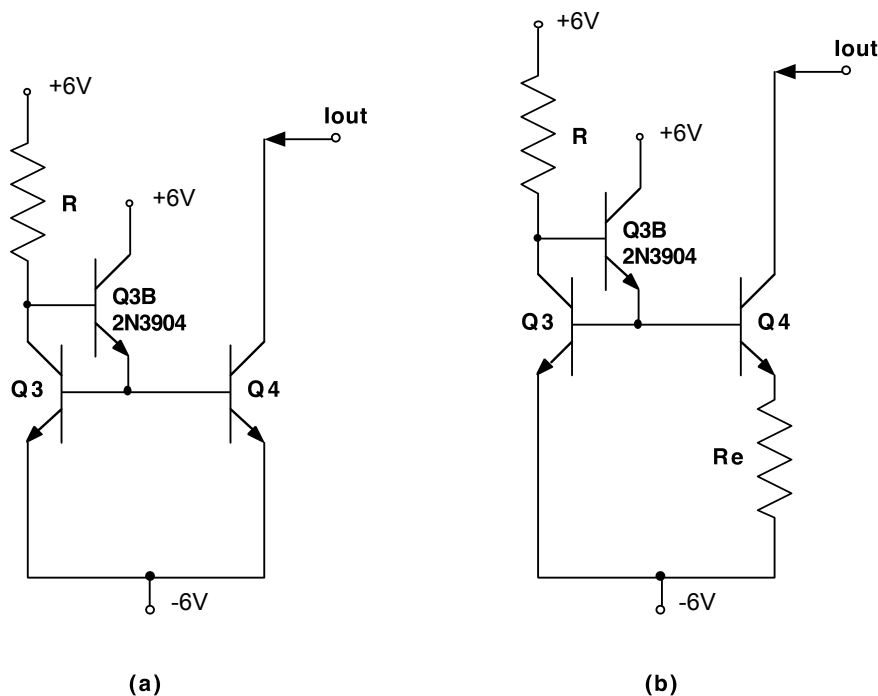 +6V
Iout
R
+6V
Q3B
2N3904
Q3
Q4
-6V
(a)
+6V
Iout
R
+6V
Q3B
2N3904
Q3
Q4
Re
-6V
(b)